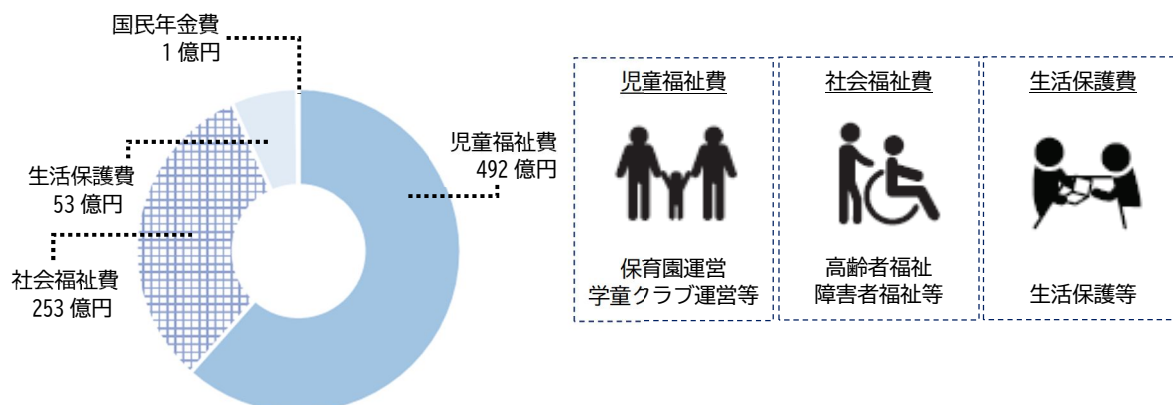 国民年金費
1 億円
児童福祉費
492 億円
生活保護費
53 億円
社会福祉費
253 億円
児童福祉費
保育園運営
学童クラブ運営等
社会福祉費
高齢者福祉
障害者福祉等
生活保護費
生活保護等